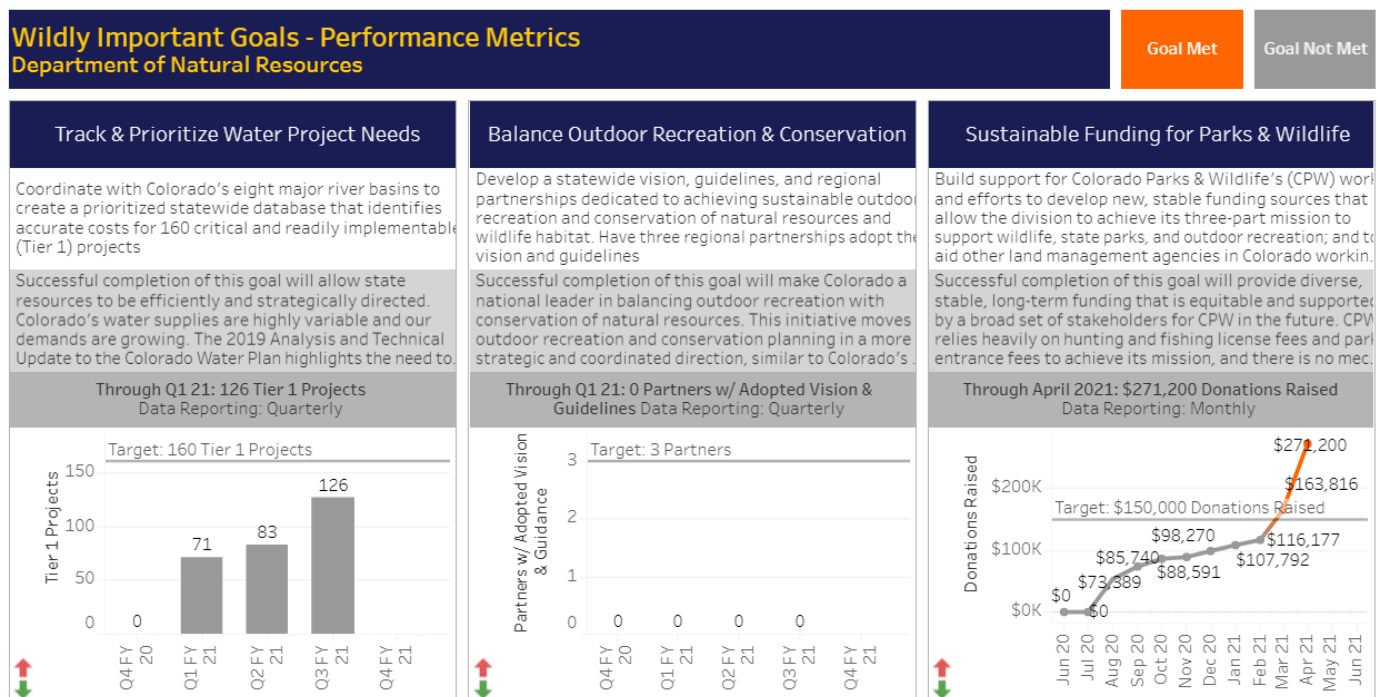 Wildly Important Goals - Performance Metrics
Department of Natural Resources
Goal Met
Goal Not Met
Track & Prioritize Water Project Needs
Coordinate with Colorado's eight major river basins to
create a prioritized statewide database that identifies
accurate costs for 160 critical and readily implementable
(Tier 1) projects
Successful completion of this goal will allow state
resources to be efficiently and strategically directed.
Colorado's water supplies are highly variable and our
demands are growing. The 2019 Analysis and Technical
Update to the Colorado Water Plan highlights the need to.
Through Q1 21: 126 Tier 1 Projects
Data Reporting: Quarterly
Target: 160 Tier 1 Projects
Tier 1 Projects
150
100
50
0
0
71
83
126
Q4 FY 20
Q1 FY 21
Q2 FY 21
Q3 FY 21
Q4 FY 21
Balance Outdoor Recreation & Conservation
Develop a statewide vision, guidelines, and regional
partnerships dedicated to achieving sustainable outdoor
recreation and conservation of natural resources and
wildlife habitat. Have three regional partnerships adopt the
vision and guidelines
Successful completion of this goal will make Colorado a
national leader in balancing outdoor recreation with
conservation of natural resources. This initiative moves
outdoor recreation and conservation planning in a more
strategic and coordinated direction, similar to Colorado's .
Through Q1 21: 0 Partners w/ Adopted Vision &
Guidelines Data Reporting: Quarterly
Target: 3 Partners
Partners w/ Adopted Vision
& Guidance
3
2
1
0
0
0
0
0
Q4 FY 20
Q1 FY 21
Q2 FY 21
Q3 FY 21
Q4 FY 21
Sustainable Funding for Parks & Wildlife
Build support for Colorado Parks & Wildlife's (CPW) work
and efforts to develop new, stable funding sources that
allow the division to achieve its three-part mission to
support wildlife, state parks, and outdoor recreation; and to
aid other land management agencies in Colorado workin.
Successful completion of this goal will provide diverse,
stable, long-term funding that is equitable and supported
by a broad set of stakeholders for CPW in the future. CPW
relies heavily on hunting and fishing license fees and park
entrance fees to achieve its mission, and there is no mec.
Through April 2021: $271,200 Donations Raised
Data Reporting: Monthly
Target: $150,000 Donations Raised
Donations Raised
$200K
$100K
$0K
$0
$0
$73,389
$85,740
$88,591
$98,270
$107,792
$116,177
$163,816
$271,200
Jun 20
Jul 20
Aug 20
Sep 20
Oct 20
Nov 20
Dec 20
Jan 21
Feb 21
Mar 21
Apr 21
May 21
Jun 21